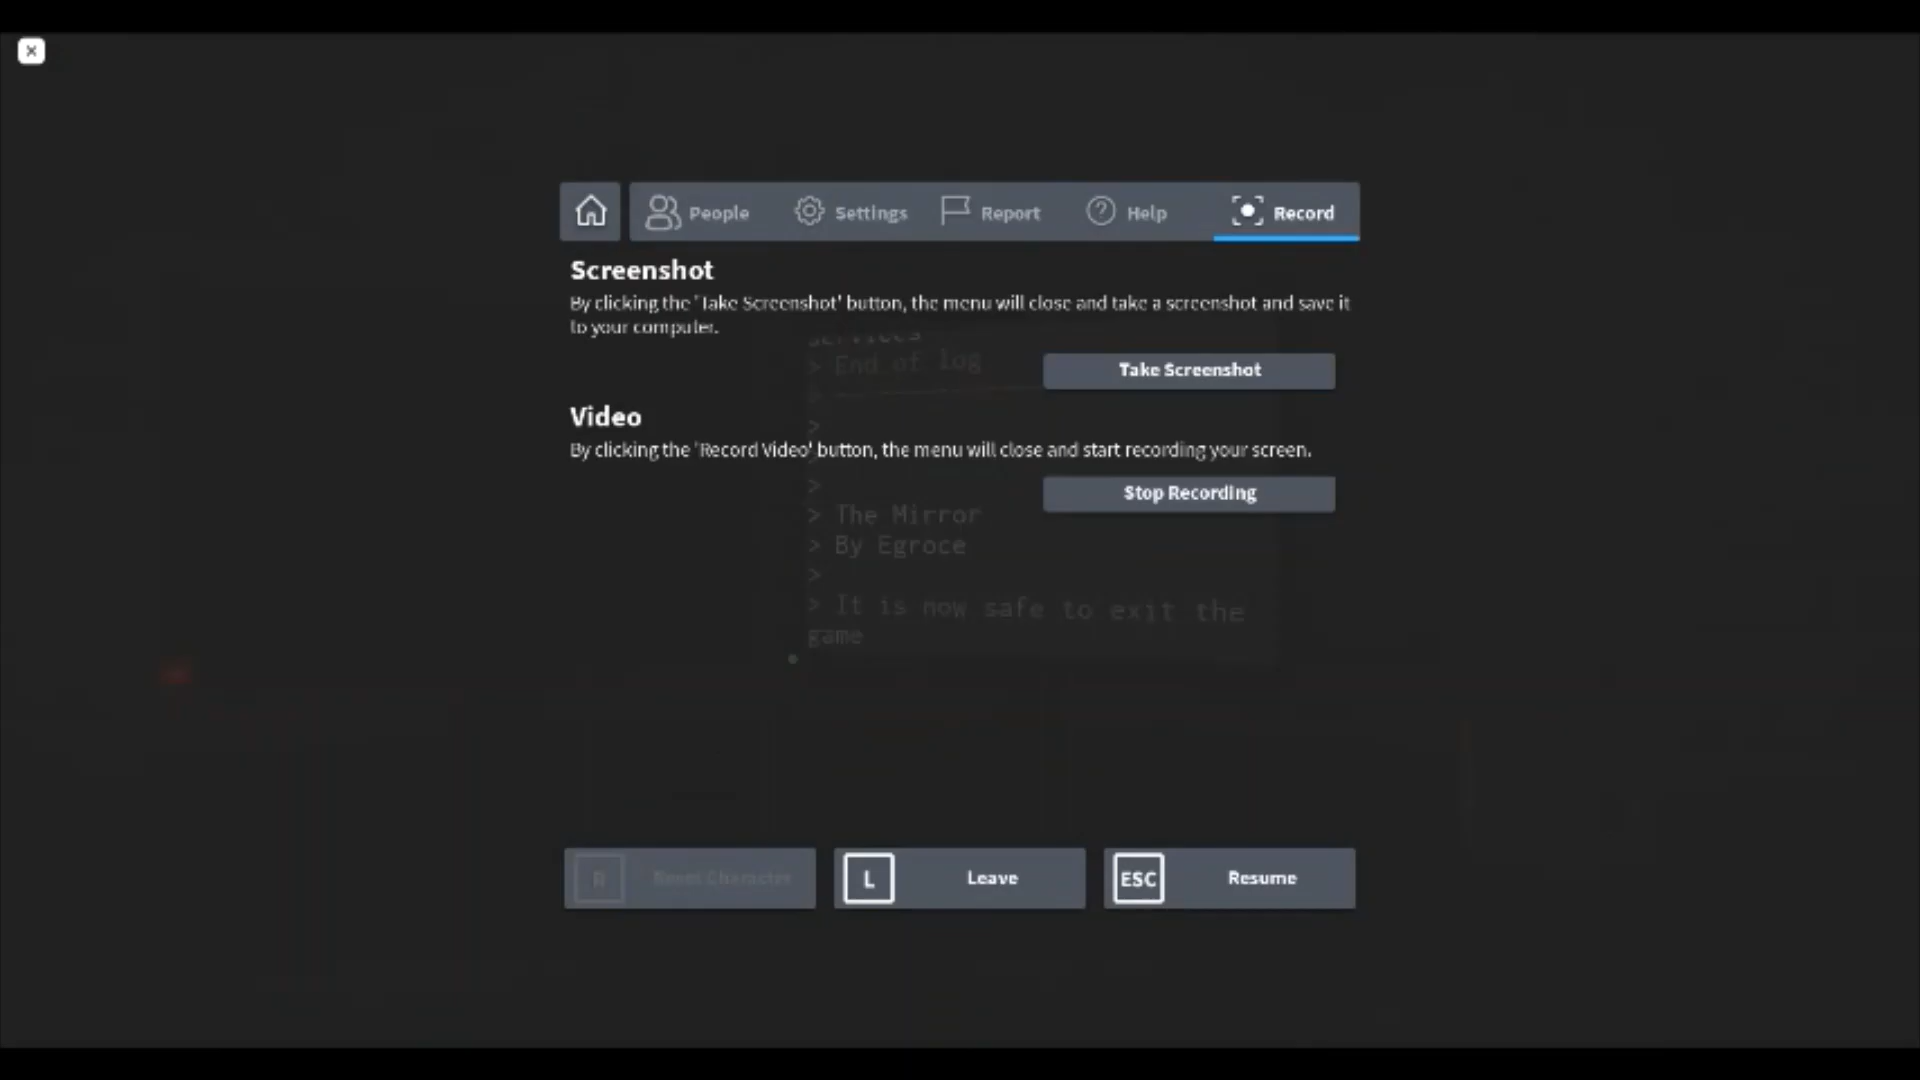 People Settings Report Help Record
Screenshot
By clicking the 'Take Screenshot' button, the menu will close and take a screenshot and save it
to your computer.
services
> End of log
Take Screenshot
>
Video
By clicking the 'Record Video' button, the menu will close and start recording your screen.
>
Stop Recording
> The Mirror
> By Egroce
>
> It is now safe to exit the
game
R Reset Character
L Leave
ESC Resume